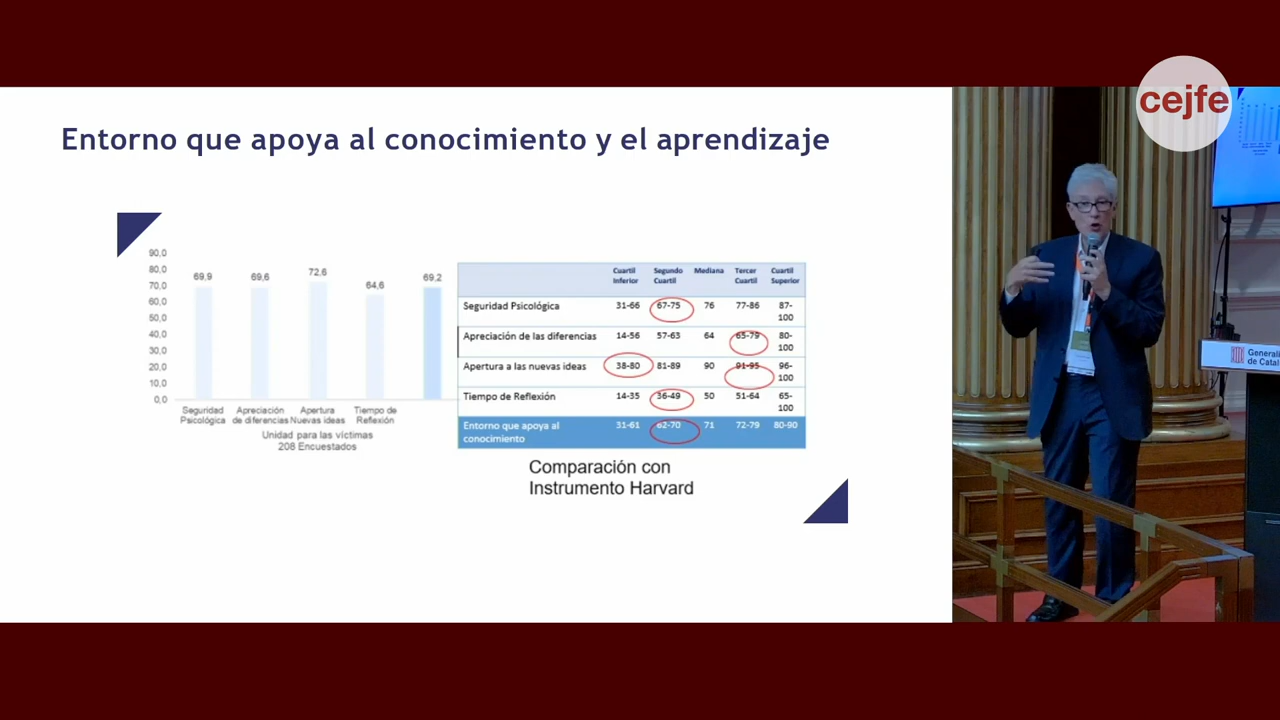 cejfe
Entorno que apoya al conocimiento y el aprendizaje
90,0
80,0
70,0
60,0
50,0
40,0
30,0
20,0
10,0
0,0
69,9
69,6
72,6
64,6
69,2
Seguridad Psicológica
Apreciación de diferencias
Apertura Nuevas ideas
Tiempo de Reflexión
Unidad para las víctimas
208 Encuestados
Cuartil Inferior
Segundo Cuartil
Mediana
Tercer Cuartil
Cuartil Superior
Seguridad Psicológica 31-66 67-75 76 77-86 87-100
Apreciación de las diferencias 14-56 57-63 64 65-79 80-100
Apertura a las nuevas ideas 38-80 81-89 90 91-95 96-100
Tiempo de Reflexión 14-35 36-49 50 51-64 65-100
Entorno que apoya al conocimiento 31-61 62-70 71 72-79 80-90
Comparación con
Instrumento Harvard
Generali
de Catal